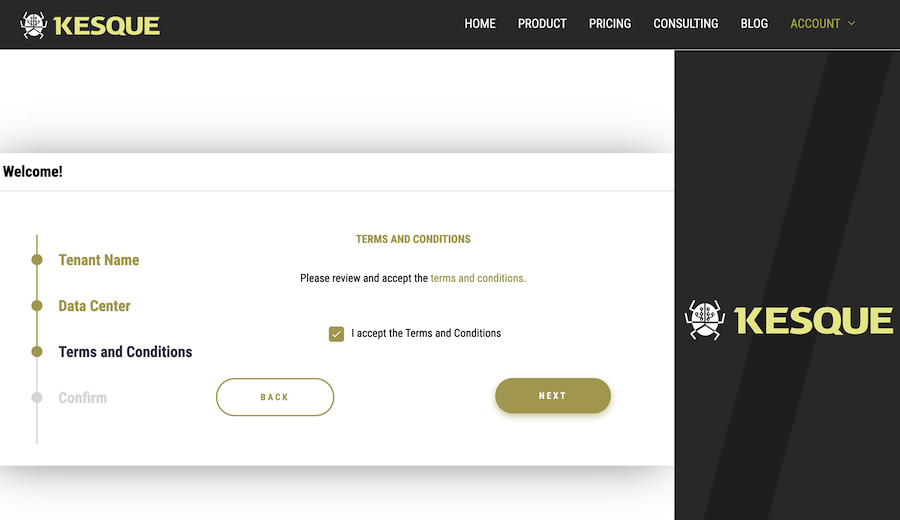 KESQUE
HOME PRODUCT PRICING CONSULTING BLOG ACCOUNT
Welcome!
Tenant Name
Data Center
Terms and Conditions
Confirm
TERMS AND CONDITIONS
Please review and accept the terms and conditions.
I accept the Terms and Conditions
BACK
NEXT
KESQUE